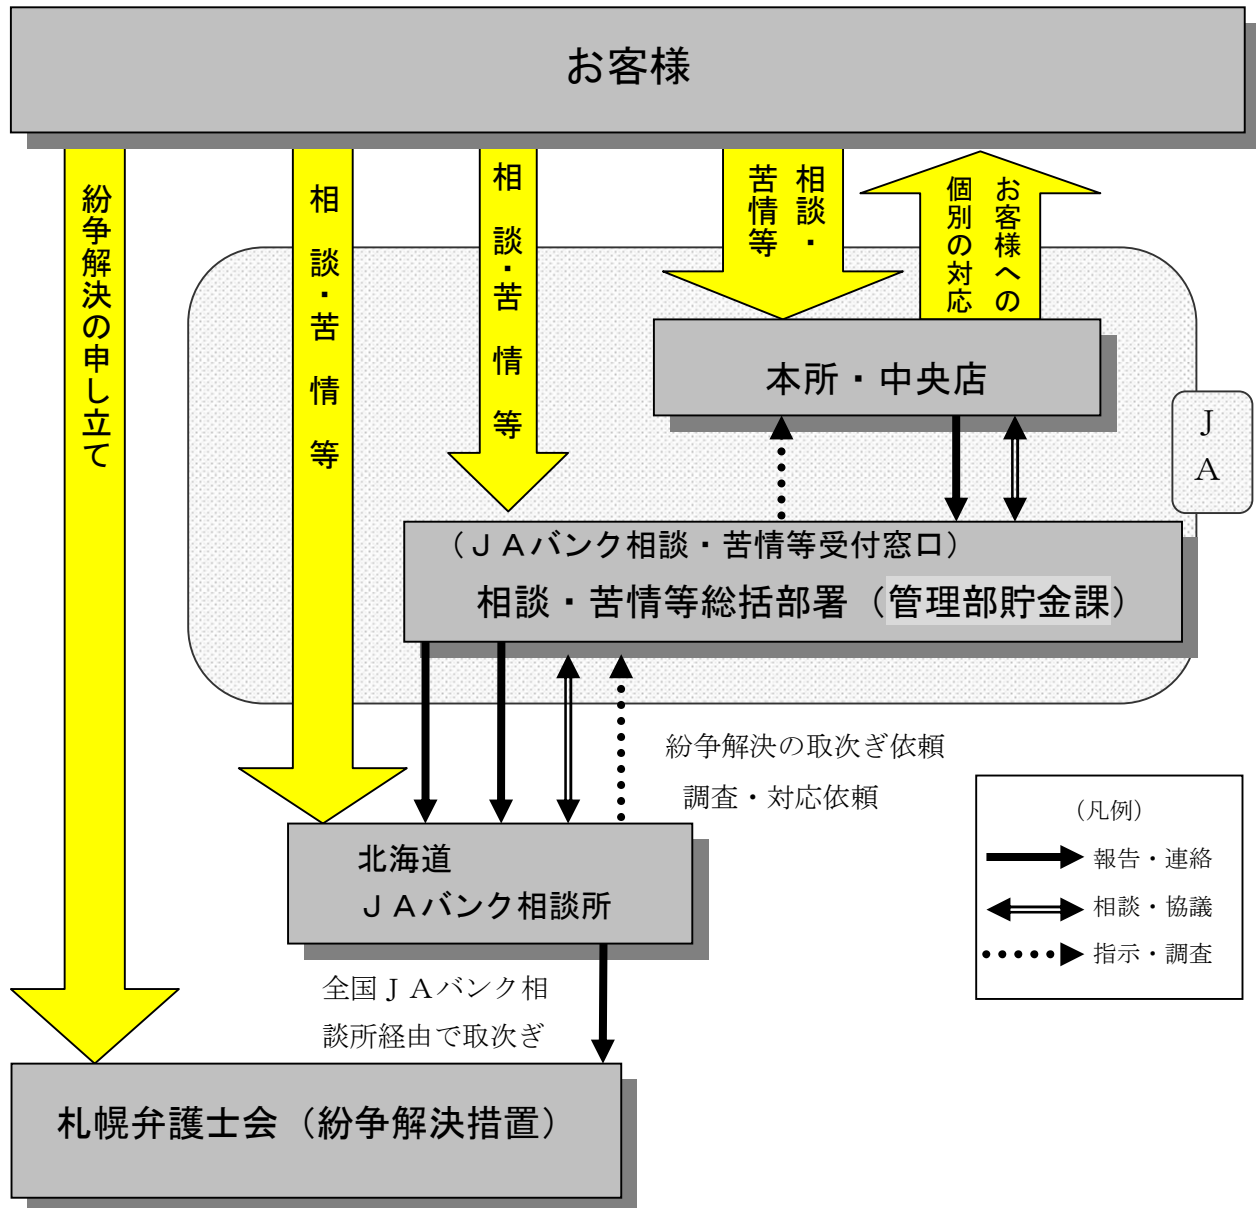 お客様
紛争解決の申し立て
相談・苦情等
相談・苦情等
相談・
苦情等
お客様への
個別の対応
本所・中央店
ＪＡ
（ＪＡバンク相談・苦情等受付窓口）
相談・苦情等総括部署（管理部貯金課）
紛争解決の取次ぎ依頼
調査・対応依頼
北海道
ＪＡバンク相談所
（凡例）
報告・連絡
相談・協議
指示・調査
全国ＪＡバンク相
談所経由で取次ぎ
札幌弁護士会（紛争解決措置）